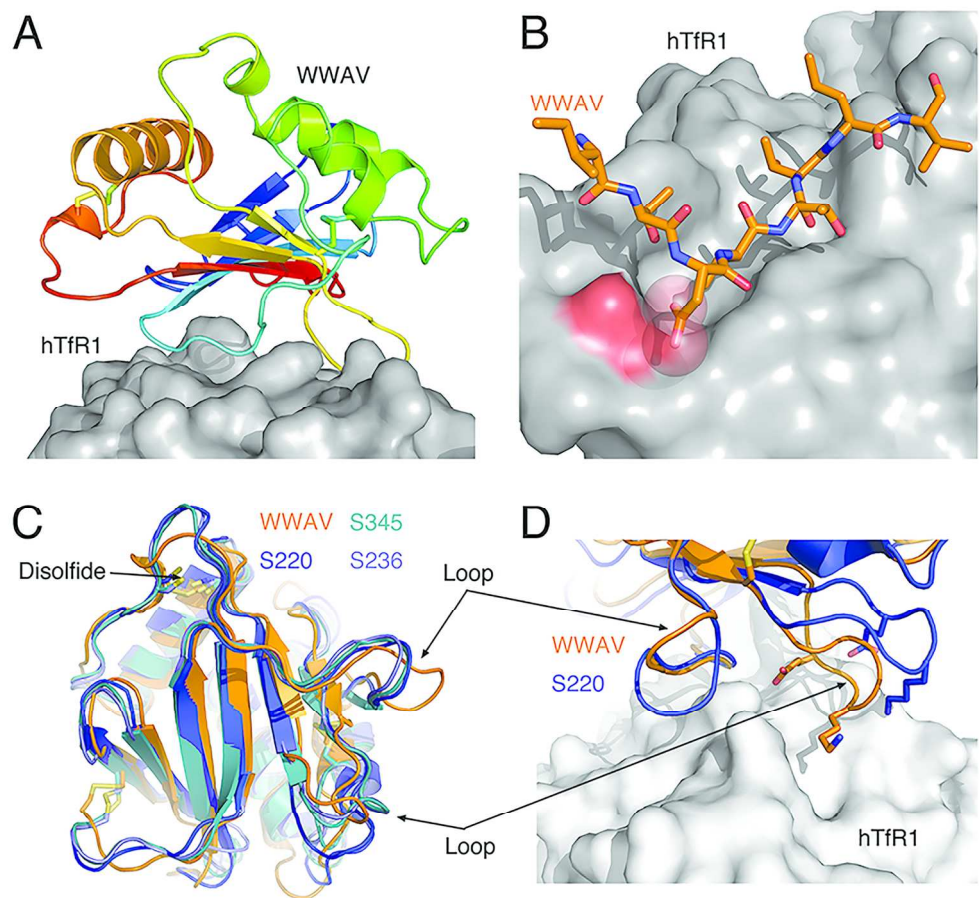 A
WWAV
hTfR1
B
hTfR1
WWAV
C
WWAV S345
S220 S236
Disolfide
Loop
Loop
D
WWAV
S220
hTfR1